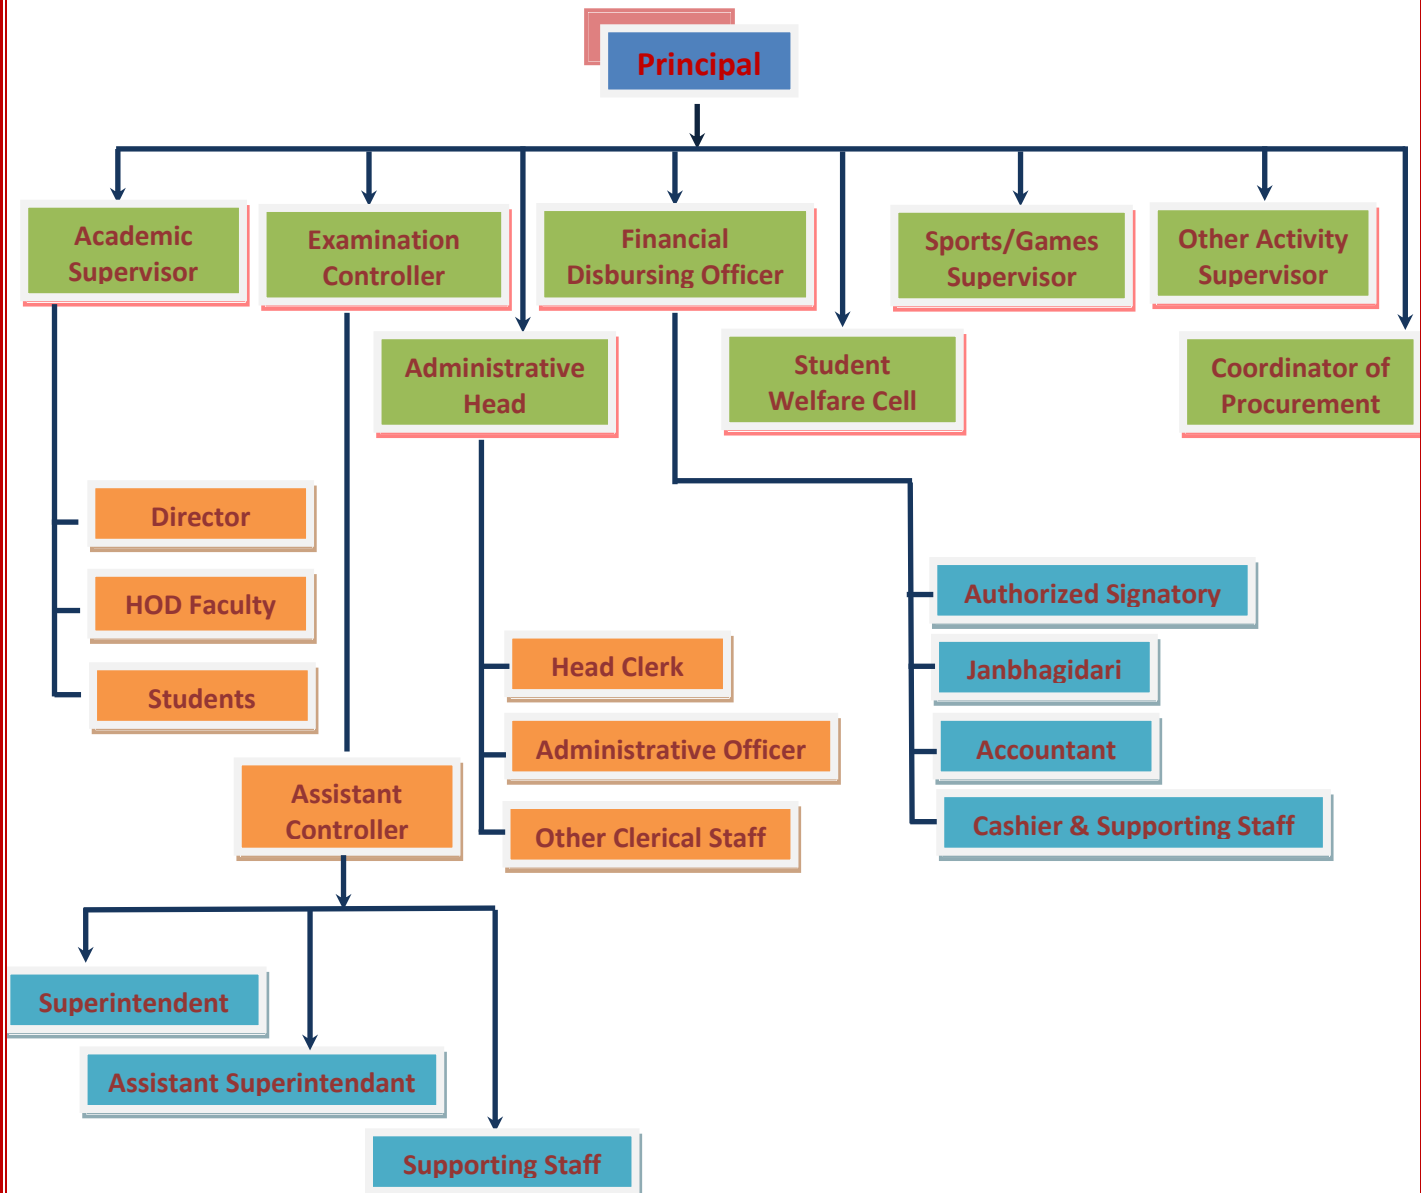 Principal
Academic
Supervisor
Examination
Controller
Financial
Disbursing Officer
Sports/Games
Supervisor
Other Activity
Supervisor
Administrative
Head
Student
Welfare Cell
Coordinator of
Procurement
Director
HOD Faculty
Students
Head Clerk
Administrative Officer
Other Clerical Staff
Authorized Signatory
Janbhagidari
Accountant
Cashier & Supporting Staff
Assistant
Controller
Superintendent
Assistant Superintendant
Supporting Staff